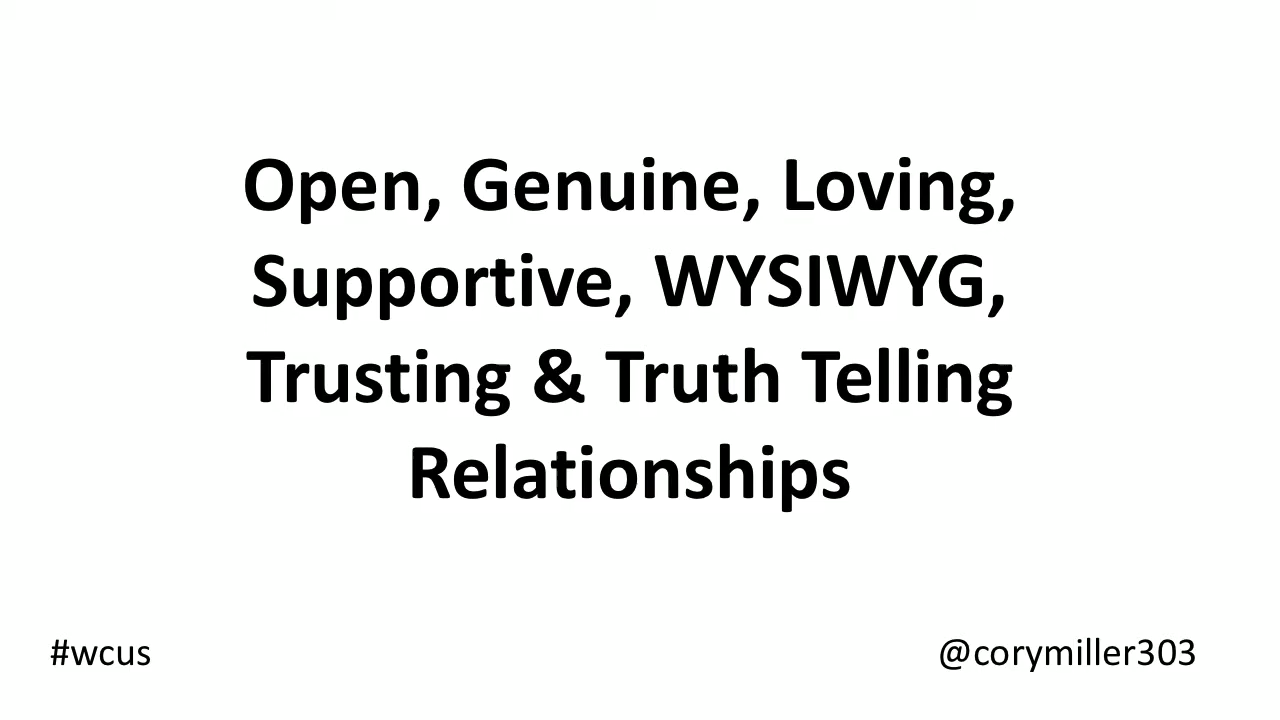 Open, Genuine, Loving,
Supportive, WYSIWYG,
Trusting & Truth Telling
Relationships
#wcus
@corymiller303